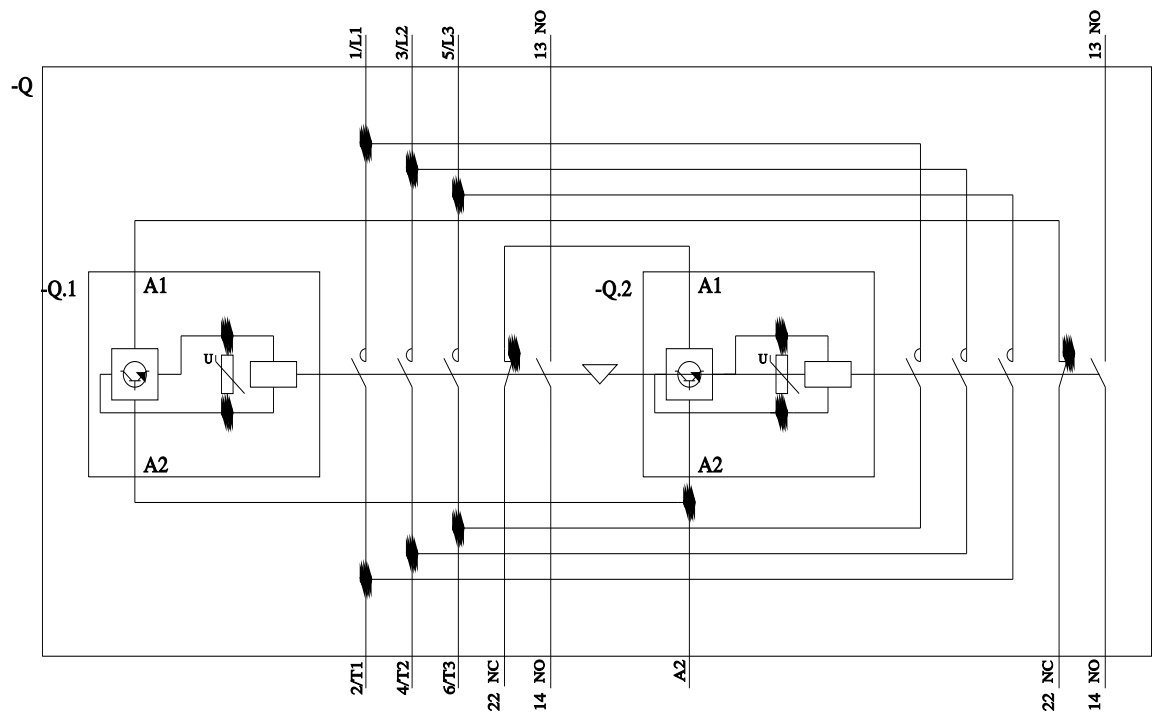 1/L1
3/L2
5/L3
13 NO
13 NO
-Q
-Q.1
A1
-Q.2
A1
U
U
A2
A2
2/T1
4/T2
6/T3
22 NC
14 NO
A2
22 NC
14 NO